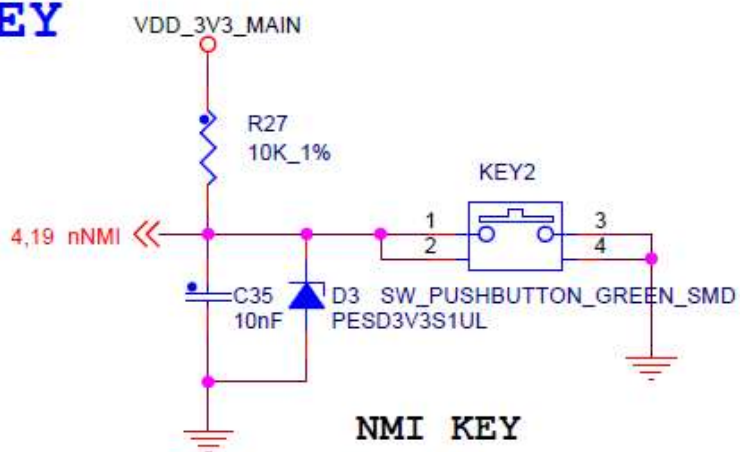 EY
VDD_3V3_MAIN
R27
10K_1%
KEY2
4,19 nNMI
1
2
3
4
C35
10nF
D3
PESD3V3S1UL
SW_PUSHBUTTON_GREEN_SMD
NMI KEY